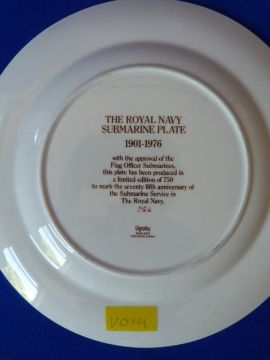 THE ROYAL NAVY
SUBMARINE PLATE
1901-1976
with the approval of the
Flag Officer Submarines,
this plate has been produced in
a limited edition of 750
to mark the seventy fifth anniversary of
the Submarine Service in
The Royal Navy.
Spode
ENGLAND
VO19